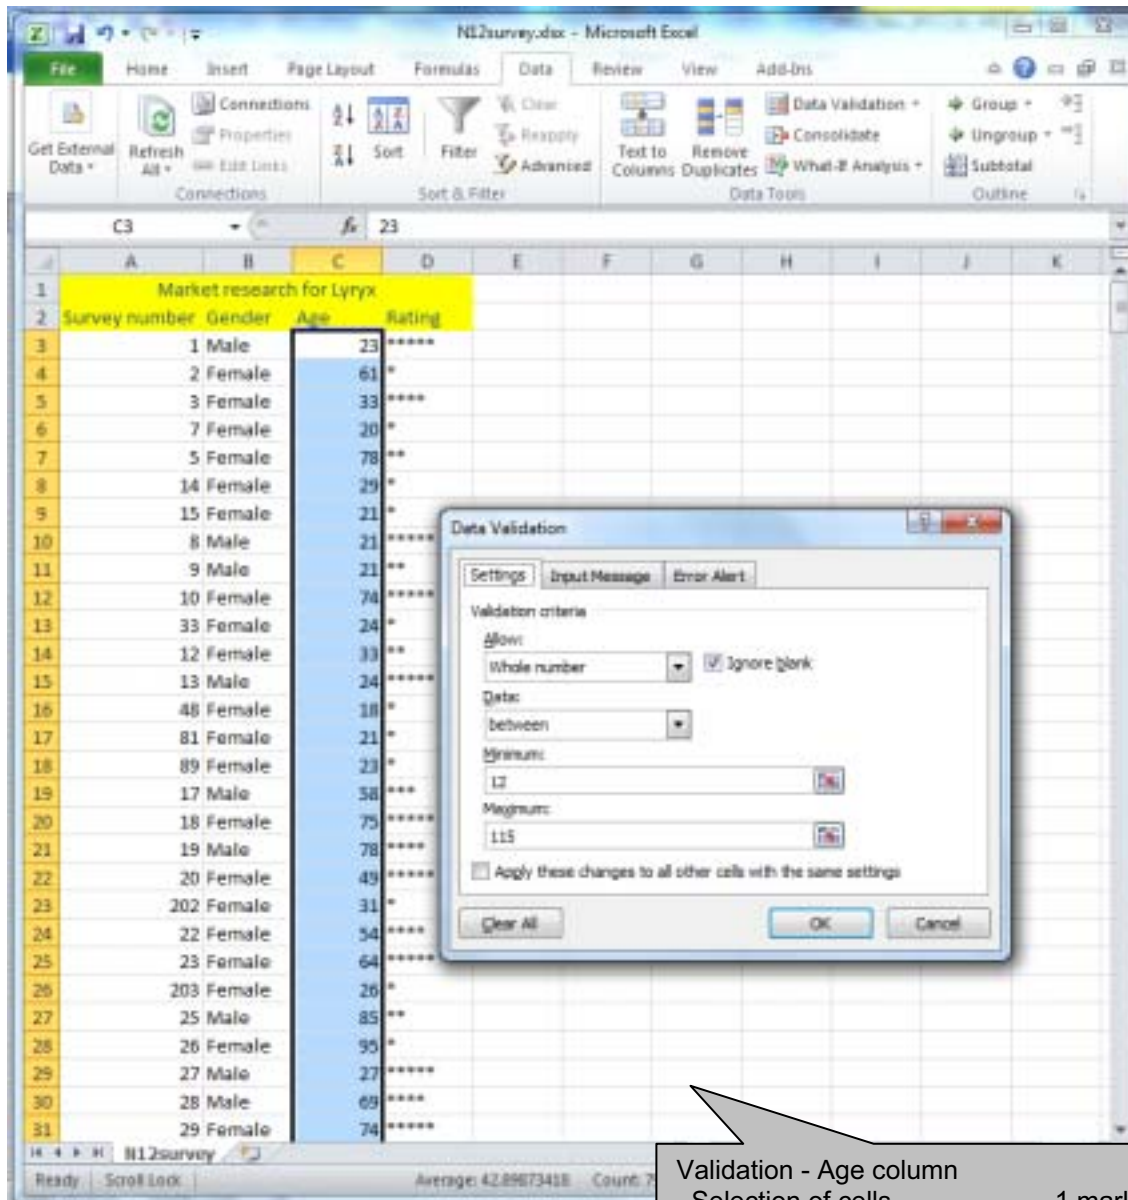 N12survey.xlsx - Microsoft Excel
File Home Insert Page Layout Formulas Data Review View Add-Ins
Connections Clear Data Validation Group
Properties Reapply Consolidate Ungroup
Get External Data Refresh All Edit Links Sort Filter Advanced Text to Columns Remove Duplicates What-If Analysis Subtotal
Connections Sort & Filter Data Tools Outline
C3 fx 23
A B C D E F G H I J K
1 Market research for Lyryx
2 Survey number Gender Age Rating
3 1 Male 23 *****
4 2 Female 61 *
5 3 Female 33 ****
6 7 Female 20 *
7 5 Female 78 **
8 14 Female 29 *
9 15 Female 21 *
10 8 Male 21 *****
11 9 Male 21 **
12 10 Female 74 *****
13 33 Female 24 *
14 12 Female 33 **
15 13 Male 24 *****
16 48 Female 18 *
17 81 Female 21 *
18 89 Female 23 *
19 17 Male 58 ***
20 18 Female 75 *****
21 19 Male 78 ****
22 20 Female 49 *****
23 202 Female 31 *
24 22 Female 54 ****
25 23 Female 64 *****
26 203 Female 26 *
27 25 Male 85 **
28 26 Female 95 *
29 27 Male 27 *****
30 28 Male 69 ****
31 29 Female 74 *****
Data Validation
Settings Input Message Error Alert
Validation criteria
Allow:
Whole number Ignore blank
Data:
between
Minimum:
12
Maximum:
115
Apply these changes to all other cells with the same settings
Clear All OK Cancel
N12survey
Ready Scroll Lock Average: 42.89873418 Count: 7
Validation - Age column
Selection of cells 1 mark